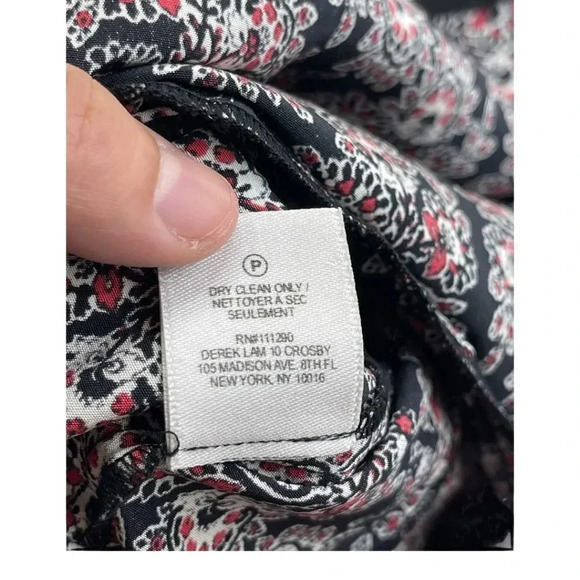 P
DRY CLEAN ONLY /
NETTOYER A SEC
SEULEMENT
RN#111290
DEREK LAM 10 CROSBY
105 MADISON AVE. 8TH FL
NEW YORK, NY 10016